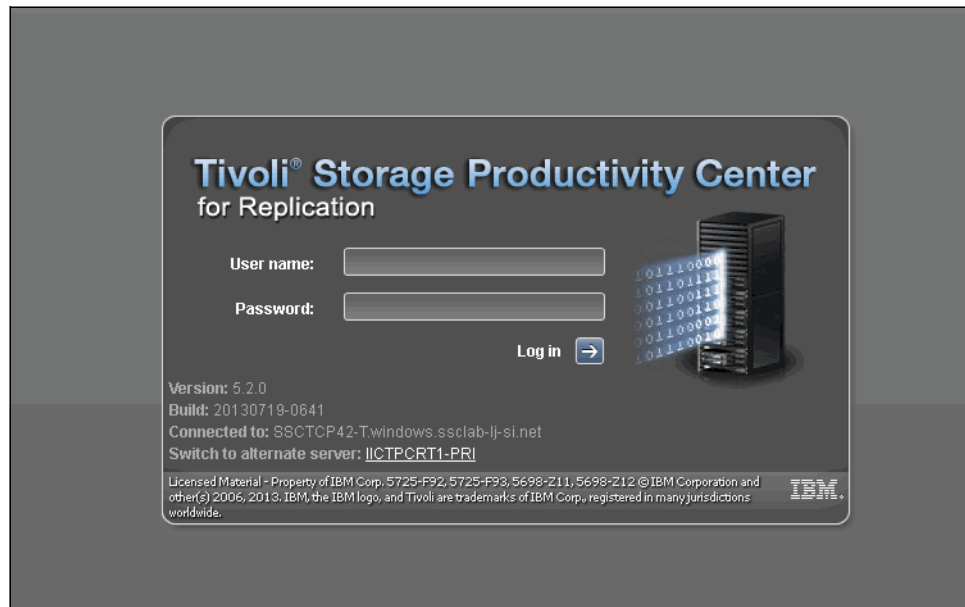 Tivoli® Storage Productivity Center
for Replication
User name:
Password:
Log in
Version: 5.2.0
Build: 20130719-0641
Connected to: SSCTCP42-T.windows.ssclab-lj-si.net
Switch to alternate server: IICTPCRT1-PRI
Licensed Material - Property of IBM Corp. 5725-F92, 5725-F93, 5698-Z11, 5698-Z12 © IBM Corporation and
other(s) 2006, 2013. IBM, the IBM logo, and Tivoli are trademarks of IBM Corp., registered in many jurisdictions
worldwide.
IBM.